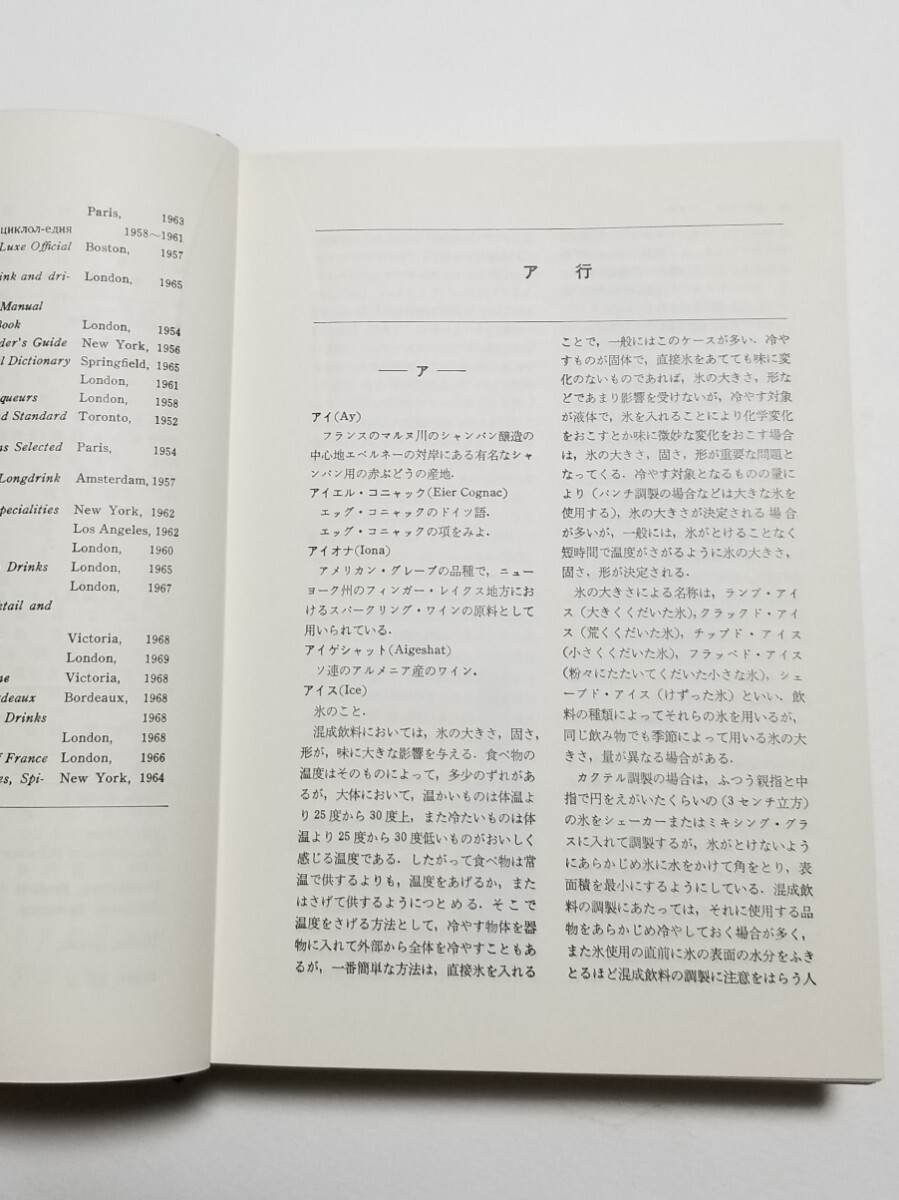 Paris, 1963
циклол-едия 1958～1961
Luxe Official Boston, 1957
ink and dri- London, 1965
Manual
Book London, 1954
der's Guide New York, 1956
l Dictionary Springfield, 1965
London, 1961
queurs London, 1958
nd Standard Toronto, 1952
ns Selected Paris, 1954
Longdrink Amsterdam, 1957
pecialities New York, 1962
Los Angeles, 1962
London, 1960
Drinks London, 1965
London, 1967
ktail and
Victoria, 1968
London, 1969
ne Victoria, 1968
rdeaux Bordeaux, 1968
Drinks 1968
London, 1968
f France London, 1966
es, Spi- New York, 1964
ア 行
― ア ―
アイ(Ay)
フランスのマルヌ川のシャンパン醸造の
中心地エペルネーの対岸にある有名なシャ
ンパン用の赤ぶどうの産地．
アイエル・コニャック(Eier Cognac)
エッグ・コニャックのドイツ語．
エッグ・コニャックの項をみよ．
アイオナ(Iona)
アメリカン・グレープの品種で，ニュー
ヨーク州のフィンガー・レイクス地方にお
けるスパークリング・ワインの原料として
用いられている．
アイゲシャット(Aigeshat)
ソ連のアルメニア産のワイン．
アイス(Ice)
氷のこと．
混成飲料においては，氷の大きさ，固さ，
形が，味に大きな影響を与える．食べ物の
温度はそのものによって，多少のずれがあ
るが，大体において，温かいものは体温よ
り25度から30度上，また冷たいものは体
温より25度から30度低いものがおいしく
感じる温度である．したがって食べ物は常
温で供するよりも，温度をあげるか，また
はさげて供するようにつとめる．そこで
温度をさげる方法として，冷やす物体を器
物に入れて外部から全体を冷やすこともあ
るが，一番簡単な方法は，直接氷を入れる
ことで，一般にはこのケースが多い．冷や
すものが固体で，直接氷をあてても味に変
化のないものであれば，氷の大きさ，形な
どであまり影響を受けないが，冷やす対象
が液体で，氷を入れることにより化学変化
をおこすとか味に微妙な変化をおこす場合
は，氷の大きさ，固さ，形が重要な問題と
なってくる．冷やす対象となるものの量に
より（パンチ調製の場合などは大きな氷を
使用する），氷の大きさが決定される場合
が多いが，一般には，氷がとけることなく
短時間で温度がさがるように氷の大きさ，
固さ，形が決定される．
氷の大きさによる名称は，ランプ・アイ
ス（大きくくだいた氷），クラックド・アイ
ス（荒くくだいた氷），チップド・アイス
（小さくくだいた氷），フラッペド・アイス
（粉々にたたいてくだいた小さな氷），シェ
ーブド・アイス（けずった氷）といい，飲
料の種類によってそれらの氷を用いるが，
同じ飲み物でも季節によって用いる氷の大
きさ，量が異なる場合がある．
カクテル調製の場合は，ふつう親指と中
指で円をえがいたくらいの（3センチ立方）
の氷をシェーカーまたはミキシング・グラ
スに入れて調製するが，氷がとけないよう
にあらかじめ氷に水をかけて角をとり，表
面積を最小にするようにしている．混成飲
料の調製にあたっては，それに使用する品
物をあらかじめ冷やしておく場合が多く，
また氷使用の直前に氷の表面の水分をふき
とるほど混成飲料の調製に注意をはらう人